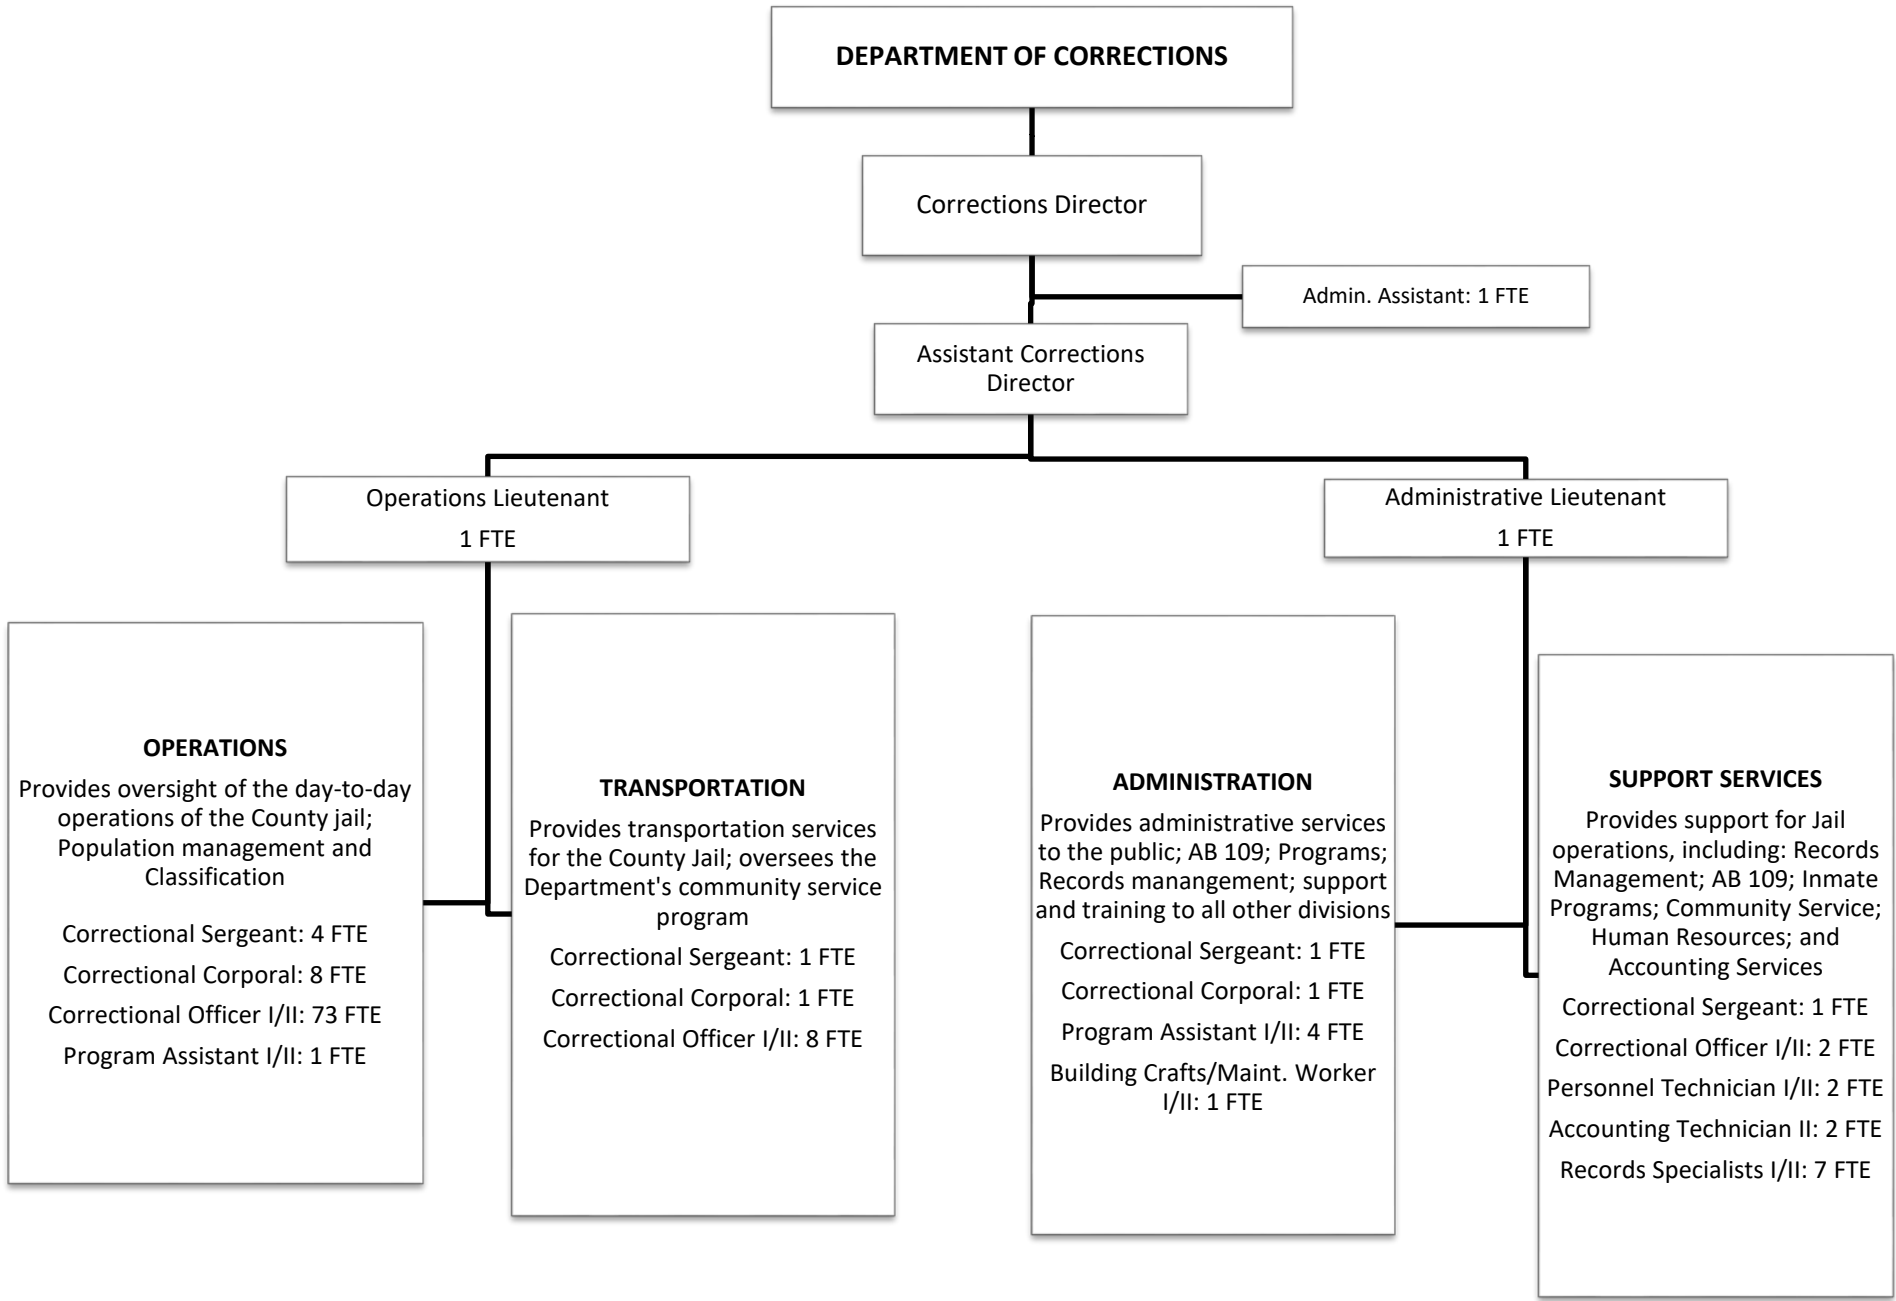 DEPARTMENT OF CORRECTIONS
Corrections Director
Admin. Assistant: 1 FTE
Assistant Corrections
Director
Operations Lieutenant
1 FTE
Administrative Lieutenant
1 FTE
OPERATIONS
Provides oversight of the day-to-day
operations of the County jail;
Population management and
Classification
Correctional Sergeant: 4 FTE
Correctional Corporal: 8 FTE
Correctional Officer I/II: 73 FTE
Program Assistant I/II: 1 FTE
TRANSPORTATION
Provides transportation services
for the County Jail; oversees the
Department's community service
program
Correctional Sergeant: 1 FTE
Correctional Corporal: 1 FTE
Correctional Officer I/II: 8 FTE
ADMINISTRATION
Provides administrative services
to the public; AB 109; Programs;
Records manangement; support
and training to all other divisions
Correctional Sergeant: 1 FTE
Correctional Corporal: 1 FTE
Program Assistant I/II: 4 FTE
Building Crafts/Maint. Worker
I/II: 1 FTE
SUPPORT SERVICES
Provides support for Jail
operations, including: Records
Management; AB 109; Inmate
Programs; Community Service;
Human Resources; and
Accounting Services
Correctional Sergeant: 1 FTE
Correctional Officer I/II: 2 FTE
Personnel Technician I/II: 2 FTE
Accounting Technician II: 2 FTE
Records Specialists I/II: 7 FTE